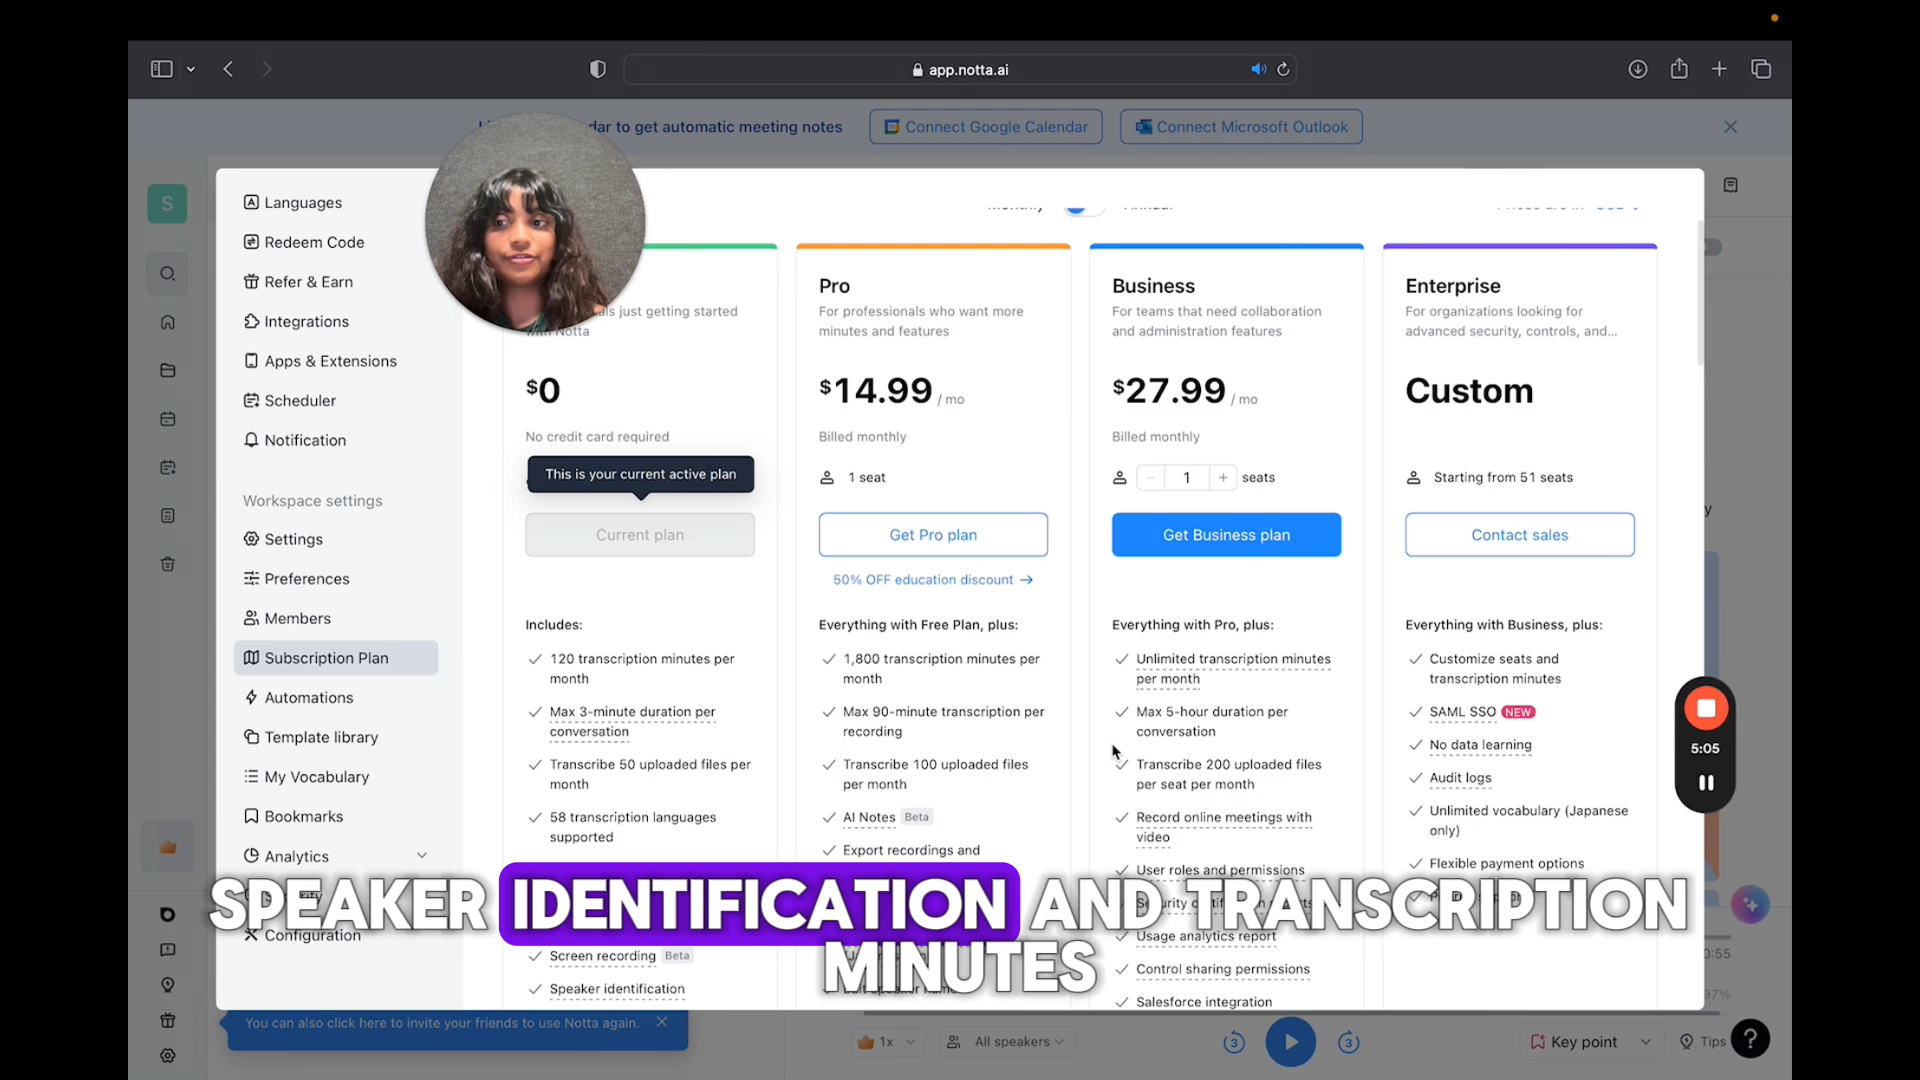 app.notta.ai
dar to get automatic meeting notes
Connect Google Calendar
Connect Microsoft Outlook
S
Languages
Redeem Code
Refer & Earn
Integrations
Apps & Extensions
Scheduler
Notification
Workspace settings
Settings
Preferences
Members
Subscription Plan
Automations
Template library
My Vocabulary
Bookmarks
Analytics
Configuration
just getting started
with Notta
$0
No credit card required
This is your current active plan
Current plan
Includes:
120 transcription minutes per
month
Max 3-minute duration per
conversation
Transcribe 50 uploaded files per
month
58 transcription languages
supported
Screen recording Beta
Speaker identification
Pro
For professionals who want more
minutes and features
$14.99 / mo
Billed monthly
1 seat
Get Pro plan
50% OFF education discount →
Everything with Free Plan, plus:
1,800 transcription minutes per
month
Max 90-minute transcription per
recording
Transcribe 100 uploaded files
per month
AI Notes Beta
Export recordings and
Business
For teams that need collaboration
and administration features
$27.99 / mo
Billed monthly
− 1 + seats
Get Business plan
Everything with Pro, plus:
Unlimited transcription minutes
per month
Max 5-hour duration per
conversation
Transcribe 200 uploaded files
per seat per month
Record online meetings with
video
User roles and permissions
Usage analytics report
Control sharing permissions
Salesforce integration
Enterprise
For organizations looking for
advanced security, controls, and...
Custom
Starting from 51 seats
Contact sales
Everything with Business, plus:
Customize seats and
transcription minutes
SAML SSO NEW
No data learning
Audit logs
Unlimited vocabulary (Japanese
only)
Flexible payment options
5:05
SPEAKER IDENTIFICATION AND TRANSCRIPTION
MINUTES
You can also click here to invite your friends to use Notta again.
1x
All speakers
3
3
Key point
Tips
?